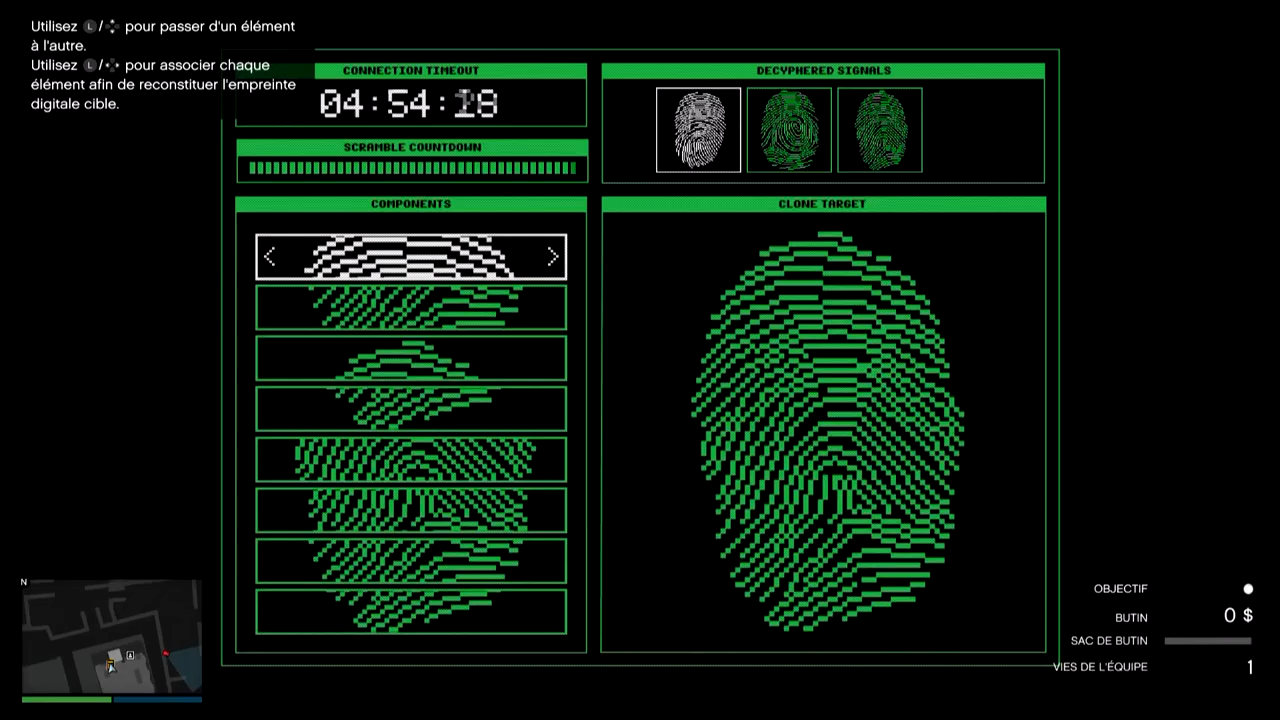 Utilisez L/ pour passer d'un élément
à l'autre.
Utilisez L/ pour associer chaque
élément afin de reconstituer l'empreinte
digitale cible.
CONNECTION TIMEOUT
04:54:
DECYPHERED SIGNALS
SCRAMBLE COUNTDOWN
COMPONENTS
CLONE TARGET
N
OBJECTIF
BUTIN 0 $
SAC DE BUTIN
VIES DE L'ÉQUIPE 1